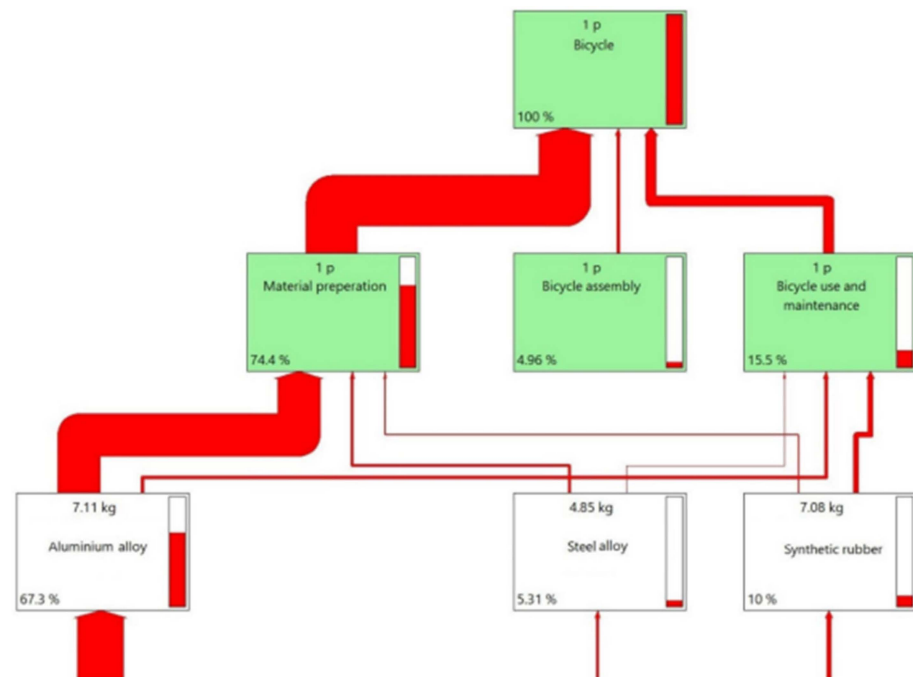 1 p
Bicycle
100 %
1 p
Material preperation
74.4 %
1 p
Bicycle assembly
4.96 %
1 p
Bicycle use and
maintenance
15.5 %
7.11 kg
Aluminium alloy
67.3 %
4.85 kg
Steel alloy
5.31 %
7.08 kg
Synthetic rubber
10 %